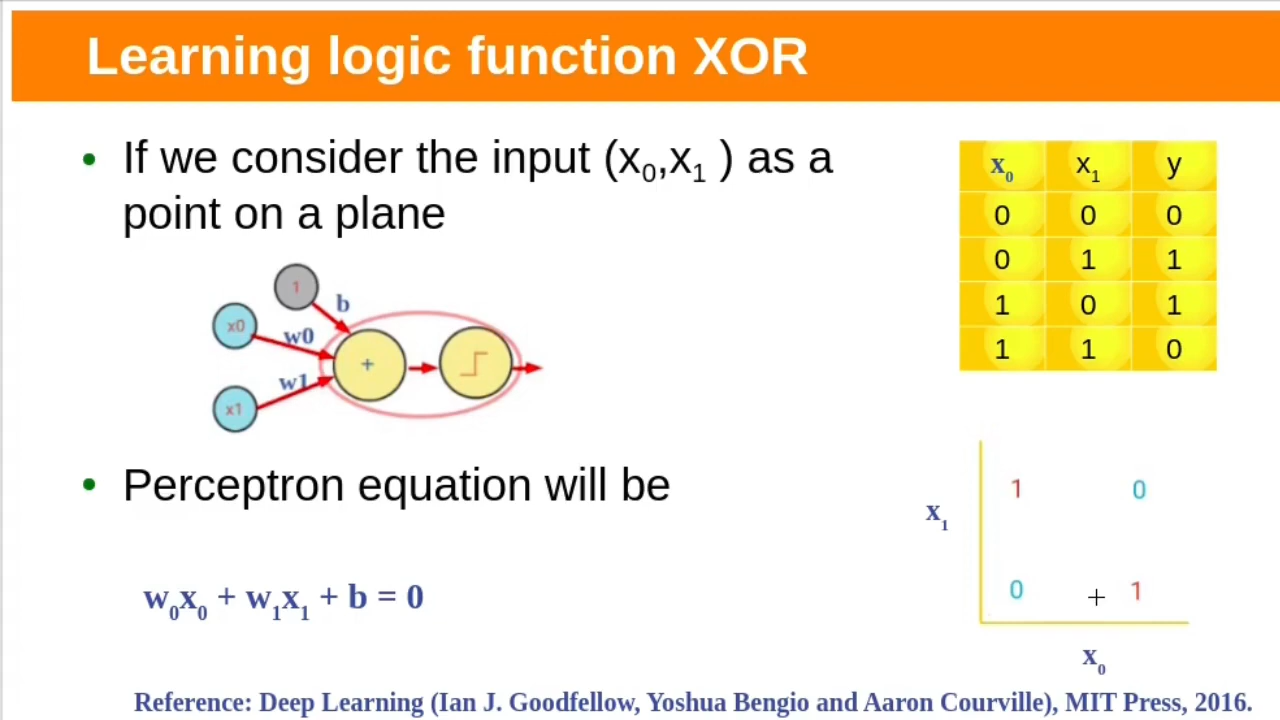 Learning logic function XOR
• If we consider the input (x₀,x₁ ) as a
point on a plane
x₀ x₁ y
0 0 0
0 1 1
1 0 1
1 1 0
1
b
x0
w0
+
w1
x1
• Perceptron equation will be
w₀x₀ + w₁x₁ + b = 0
1 0
x₁
0 1
x₀
Reference: Deep Learning (Ian J. Goodfellow, Yoshua Bengio and Aaron Courville), MIT Press, 2016.